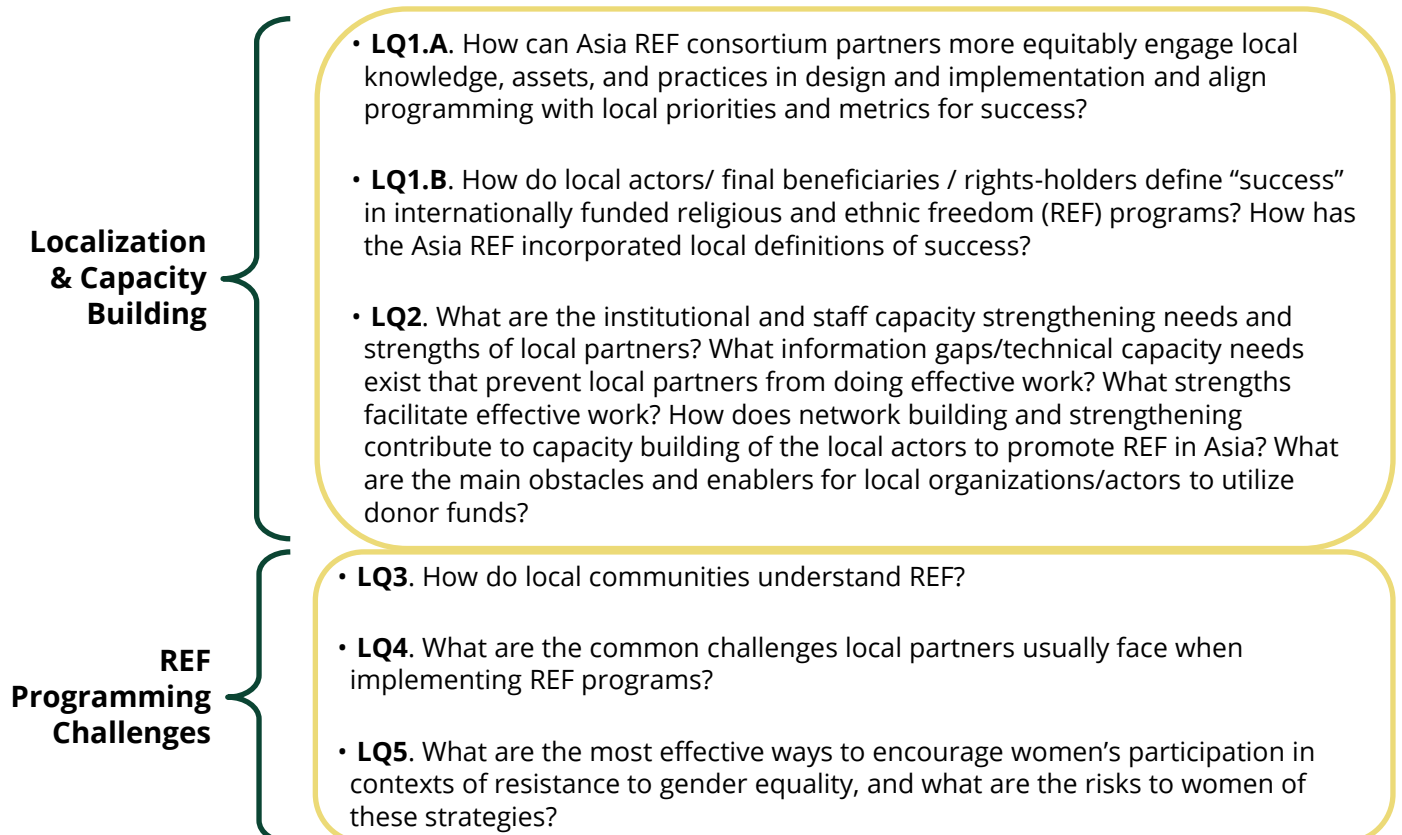 Localization
& Capacity
Building
• LQ1.A. How can Asia REF consortium partners more equitably engage local
knowledge, assets, and practices in design and implementation and align
programming with local priorities and metrics for success?
• LQ1.B. How do local actors/ final beneficiaries / rights-holders define “success”
in internationally funded religious and ethnic freedom (REF) programs? How has
the Asia REF incorporated local definitions of success?
• LQ2. What are the institutional and staff capacity strengthening needs and
strengths of local partners? What information gaps/technical capacity needs
exist that prevent local partners from doing effective work? What strengths
facilitate effective work? How does network building and strengthening
contribute to capacity building of the local actors to promote REF in Asia? What
are the main obstacles and enablers for local organizations/actors to utilize
donor funds?
REF
Programming
Challenges
• LQ3. How do local communities understand REF?
• LQ4. What are the common challenges local partners usually face when
implementing REF programs?
• LQ5. What are the most effective ways to encourage women’s participation in
contexts of resistance to gender equality, and what are the risks to women of
these strategies?